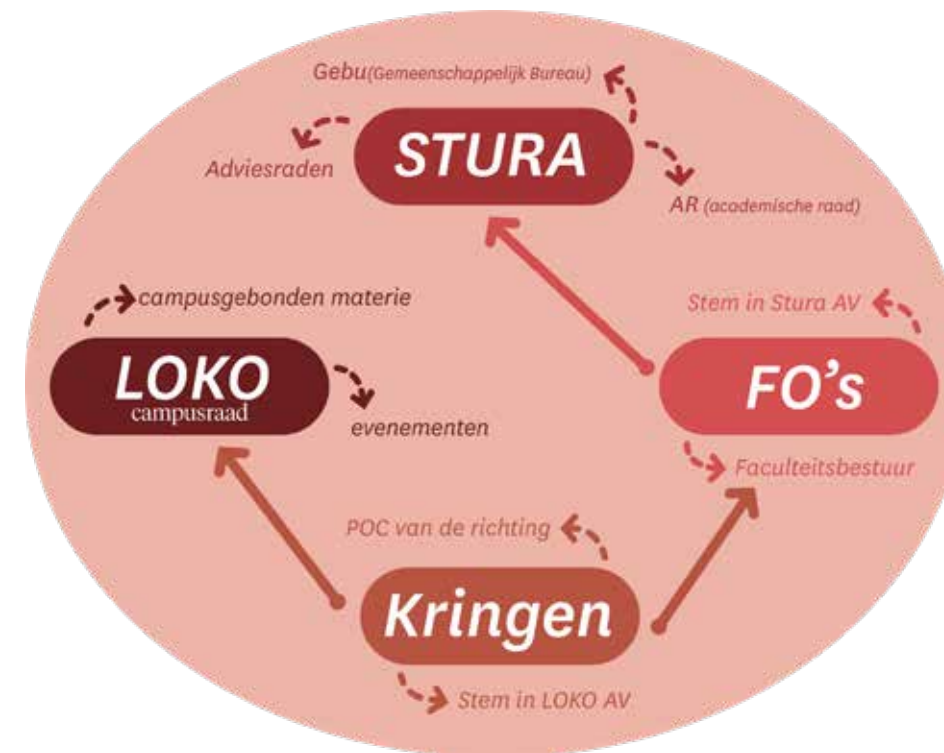 Gebu(Gemeenschappelijk Bureau)
STURA
Adviesraden
AR (academische raad)
campusgebonden materie
Stem in Stura AV
LOKO
campusraad
FO’s
evenementen
Faculteitsbestuur
POC van de richting
Kringen
Stem in LOKO AV